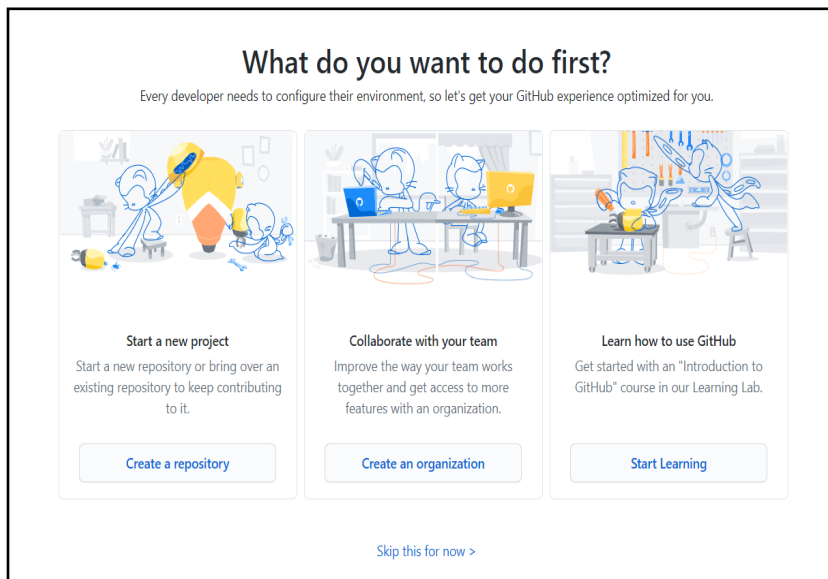 What do you want to do first?
Every developer needs to configure their environment, so let's get your GitHub experience optimized for you.
Start a new project
Start a new repository or bring over an
existing repository to keep contributing
to it.
Create a repository
Collaborate with your team
Improve the way your team works
together and get access to more
features with an organization.
Create an organization
Learn how to use GitHub
Get started with an "Introduction to
GitHub" course in our Learning Lab.
Start Learning
Skip this for now >